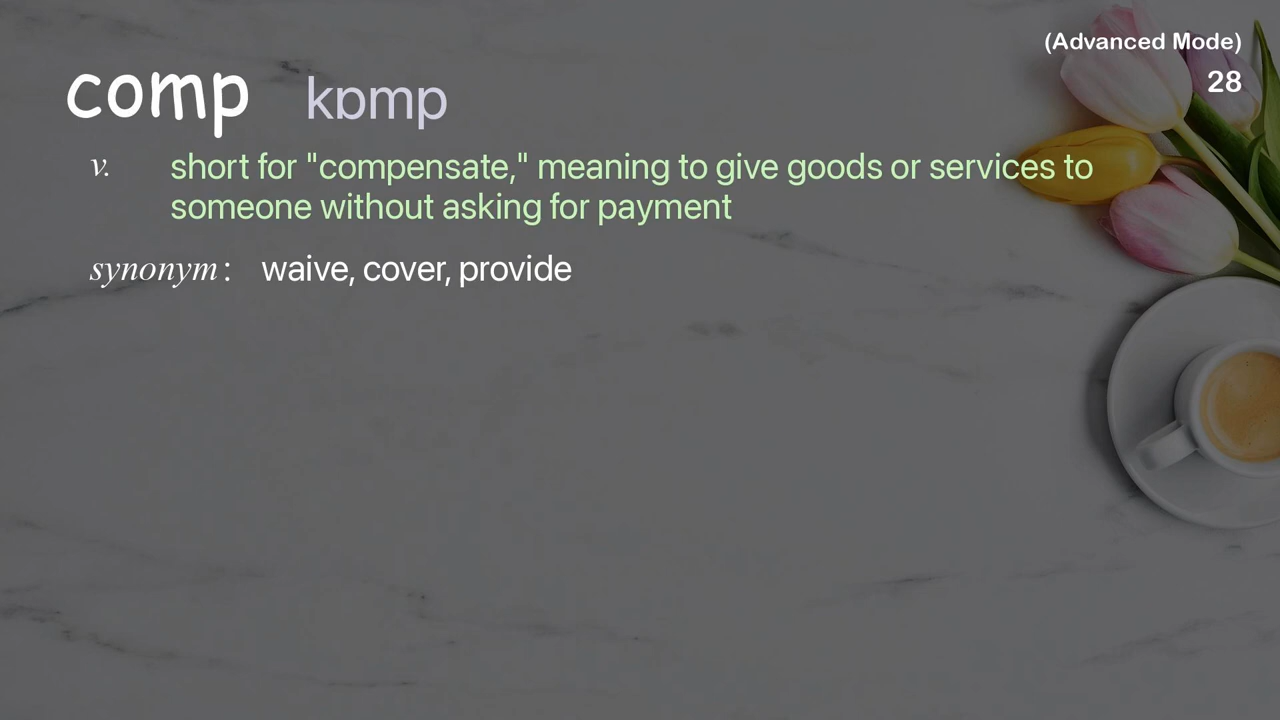 (Advanced Mode)
28
comp kɒmp
v. short for "compensate," meaning to give goods or services to
someone without asking for payment
synonym: waive, cover, provide